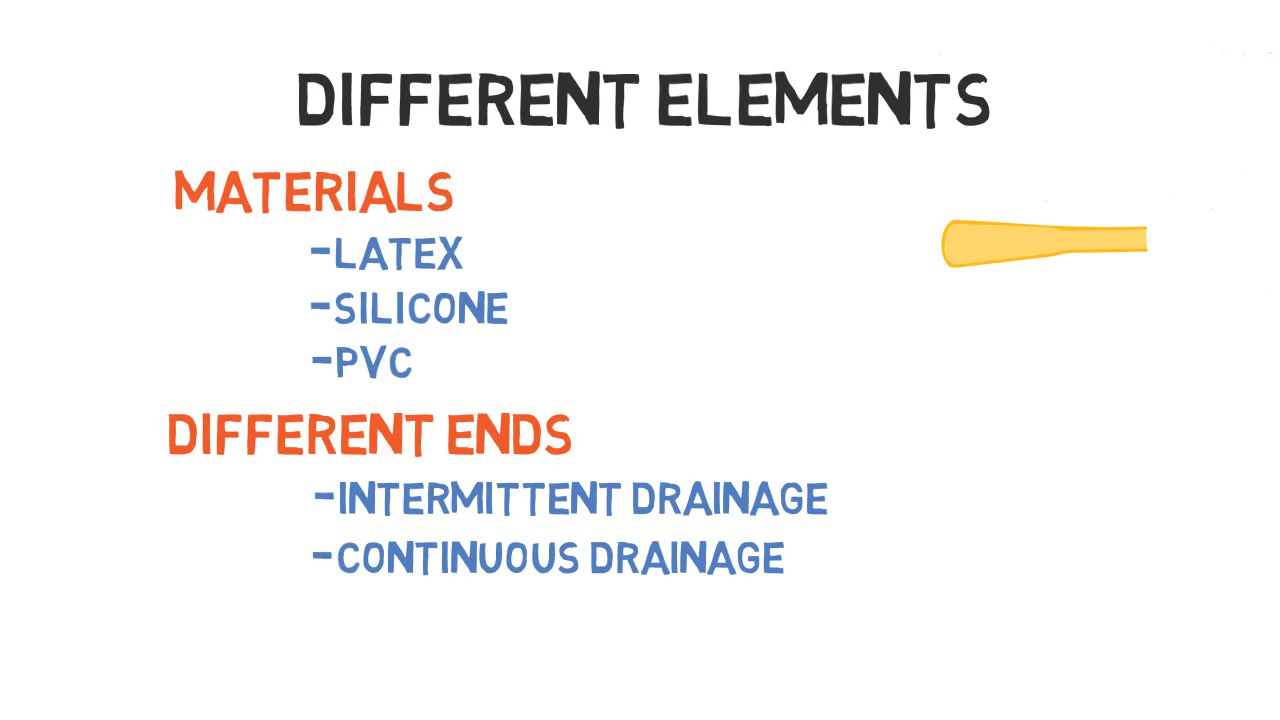 DIFFERENT ELEMENTS
MATERIALS
-LATEX
-SILICONE
-PVC
DIFFERENT ENDS
-INTERMITTENT DRAINAGE
-CONTINUOUS DRAINAGE